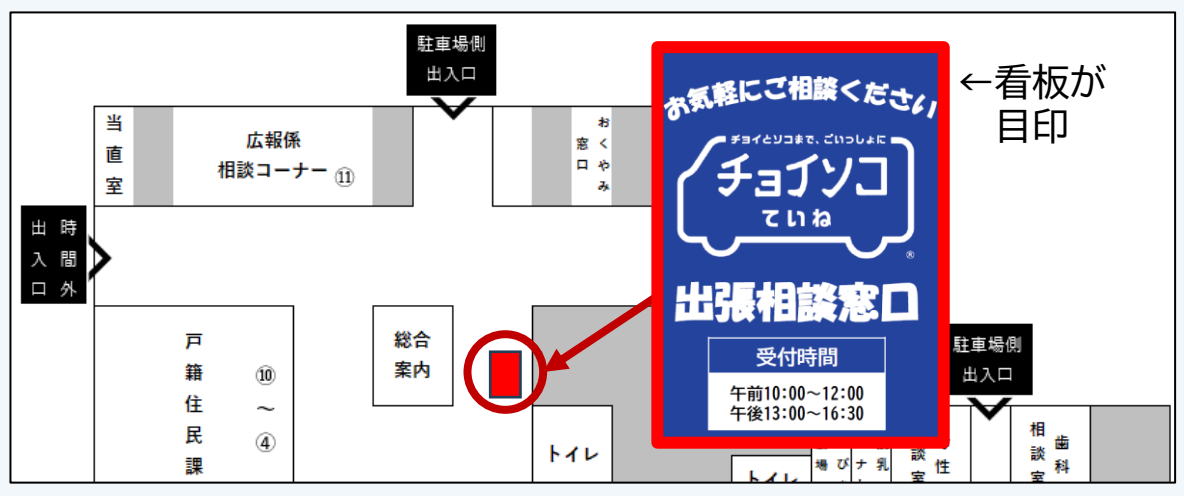 駐車場側
出入口
お気軽にご相談ください
チョイとソコまで、ごいっしょに
チョイソコ
ていね
®
出張相談窓口
受付時間
午前10:00～12:00
午後13:00～16:30
←看板が
目印
当直室
広報係
相談コーナー ⑪
おくやみ
窓口
時間外
出入口
戸籍住民課
⑩～④
総合
案内
トイレ
トイレ
駐車場側
出入口
相談室
歯科